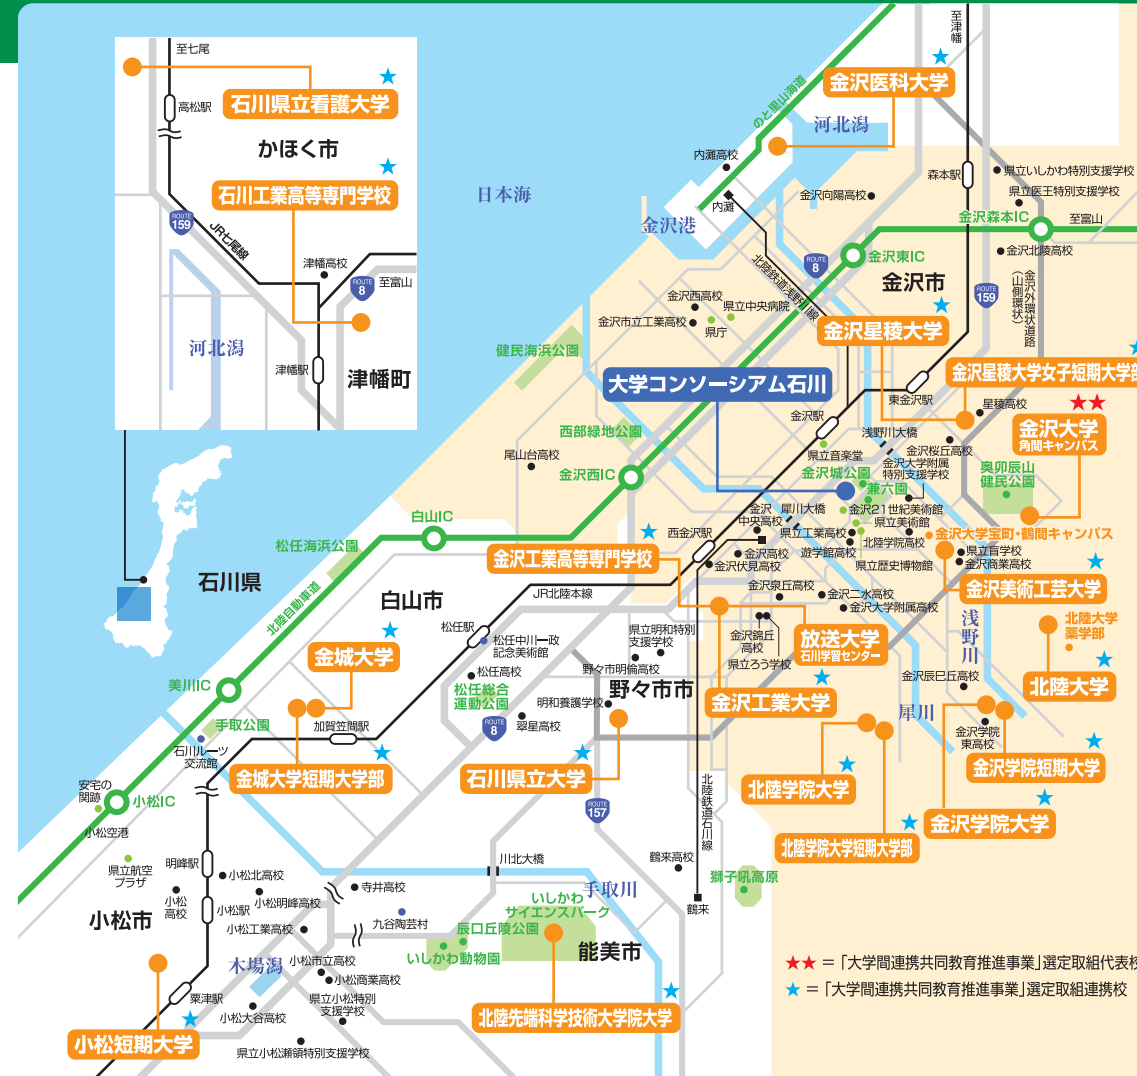 至七尾
石川県立看護大学
高松駅
かほく市
石川工業高等専門学校
ROUTE
159
JR七尾線
津幡高校
ROUTE
8
至富山
河北潟
津幡駅
津幡町
日本海
至津幡
金沢医科大学
のと里山海道
河北潟
内灘高校
森本駅
県立いしかわ特別支援学校
県立医王特別支援学校
金沢向陽高校
内灘
金沢港
金沢森本IC
至富山
金沢東IC
金沢北陵高校
ROUTE
8
北陸鉄道浅野川線
金沢市
ROUTE
159
金沢外環状道路
(山側環状)
金沢西高校
県立中央病院
金沢市立工業高校
県庁
金沢星稜大学
健民海浜公園
大学コンソーシアム石川
金沢星稜大学女子短期大学部
東金沢駅
星稜高校
金沢駅
金沢大学
角間キャンパス
西部緑地公園
浅野川大橋
県立音楽堂
金沢桜丘高校
尾山台高校
金沢大学附属
特別支援学校
金沢西IC
金沢城公園
奥卯辰山
健民公園
兼六園
金沢21世紀美術館
県立美術館
犀川大橋
金沢
中央高校
白山IC
西金沢駅
県立工業高校
北陸学院高校
金沢大学宝町・鶴間キャンパス
松任海浜公園
遊学館高校
県立歴史博物館
県立盲学校
金沢商業高校
金沢工業高等専門学校
金沢高校
金沢伏見高校
石川県
金沢美術工芸大学
白山市
JR北陸本線
金沢泉丘高校
金沢二水高校
金沢大学附属高校
浅野川
北陸自動車道
松任駅
松任中川一政
記念美術館
県立明和特別
支援学校
金沢錦丘
高校
県立ろう学校
放送大学
石川学習センター
北陸大学
薬学部
金城大学
松任高校
野々市明倫高校
野々市市
金沢辰巳丘高校
北陸大学
美川IC
松任総合
運動公園
明和養護学校
金沢工業大学
犀川
手取公園
加賀笠間駅
ROUTE
8
翠星高校
金沢学院
東高校
石川ルーツ
交流館
金城大学短期大学部
石川県立大学
金沢学院短期大学
安宅の
関跡
小松IC
北陸学院大学
ROUTE
157
北陸鉄道石川線
金沢学院大学
小松空港
北陸学院大学短期大学部
県立航空
プラザ
明峰駅
小松北高校
川北大橋
鶴来高校
小松
高校
小松明峰高校
寺井高校
手取川
獅子吼高原
小松市
小松駅
九谷陶芸村
いしかわ
サイエンスパーク
鶴来
小松工業高校
辰口丘陵公園
いしかわ動物園
能美市
木場潟
小松市立高校
小松商業高校
粟津駅
県立小松特別
支援学校
小松大谷高校
北陸先端科学技術大学院大学
小松短期大学
県立小松瀬領特別支援学校
★★ =「大学間連携共同教育推進事業」選定取組代表校
★ =「大学間連携共同教育推進事業」選定取組連携校